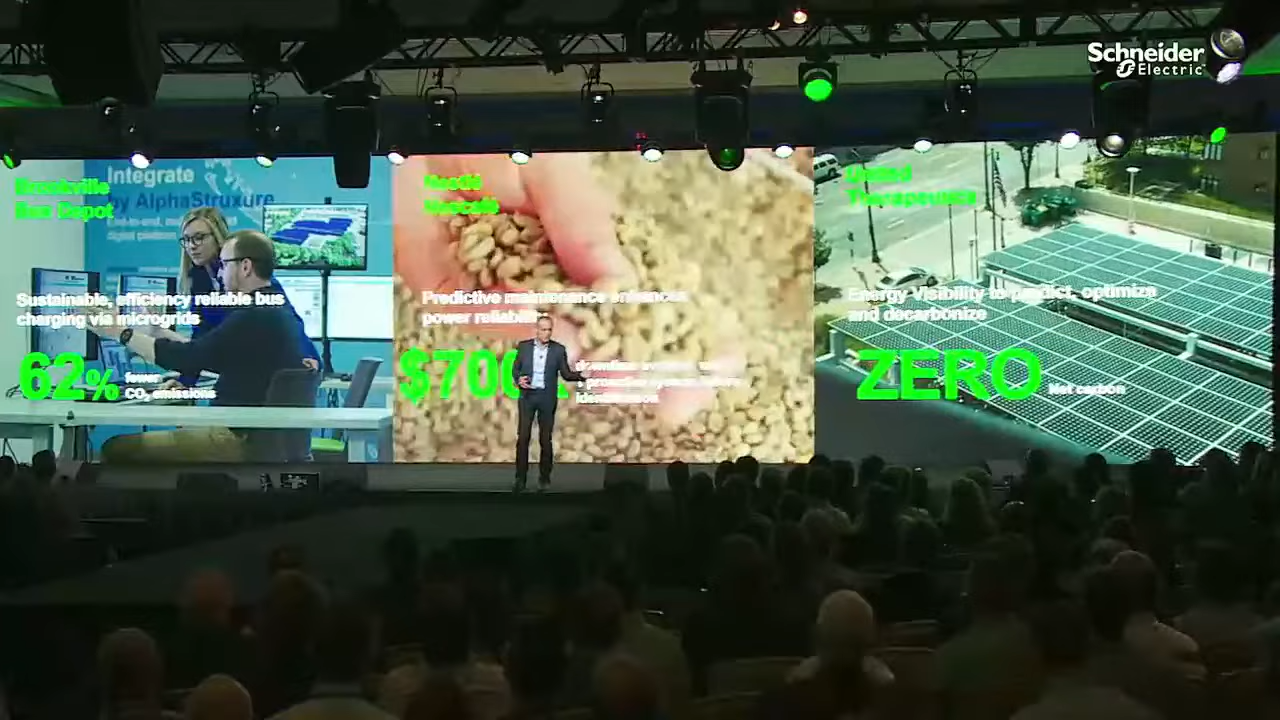 Schneider
Electric
Brookville
Bus Depot
Integrate
by AlphaStruxure
Sustainable, efficiency reliable bus
charging via microgrids
62%
fewer
CO₂ emissions
Nestlé
Predictive maintenance enhances
power reliability
$700
United
Therapeutics
Energy Visibility to predict, optimize
and decarbonize
ZERO
Net carbon